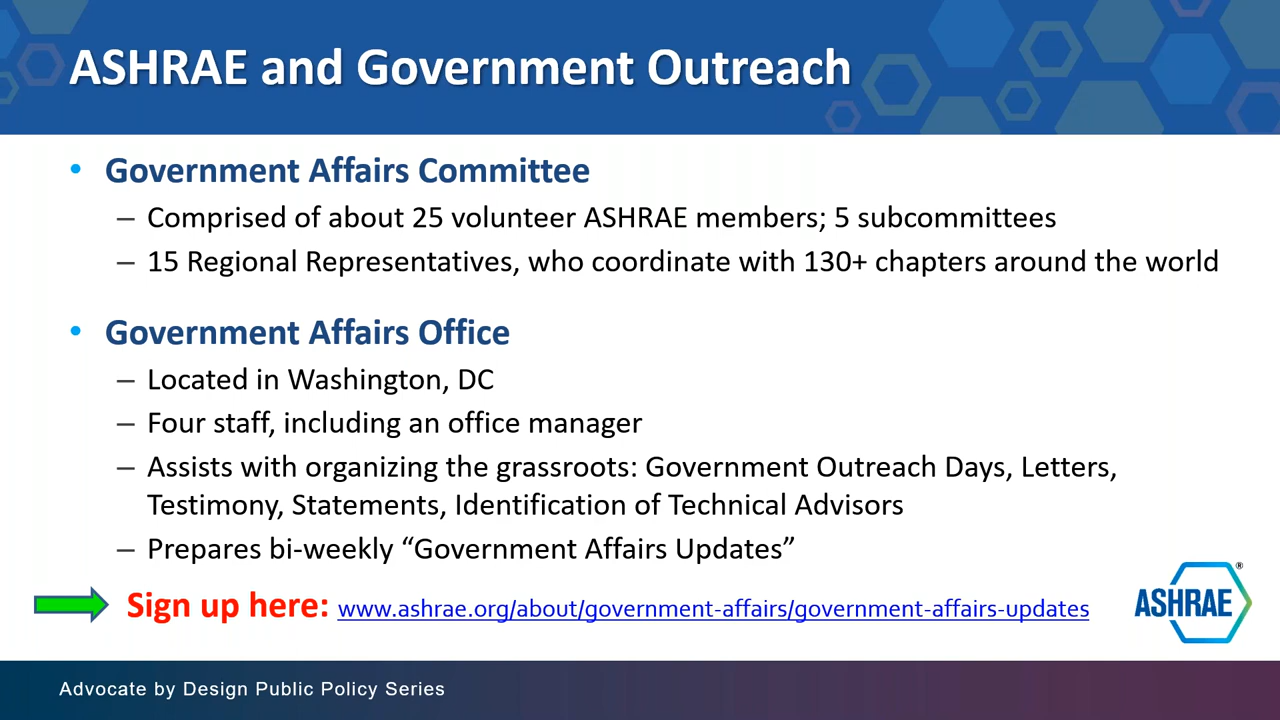 ASHRAE and Government Outreach
• Government Affairs Committee
– Comprised of about 25 volunteer ASHRAE members; 5 subcommittees
– 15 Regional Representatives, who coordinate with 130+ chapters around the world
• Government Affairs Office
– Located in Washington, DC
– Four staff, including an office manager
– Assists with organizing the grassroots: Government Outreach Days, Letters,
Testimony, Statements, Identification of Technical Advisors
– Prepares bi-weekly “Government Affairs Updates”
Sign up here: www.ashrae.org/about/government-affairs/government-affairs-updates
ASHRAE®
Advocate by Design Public Policy Series